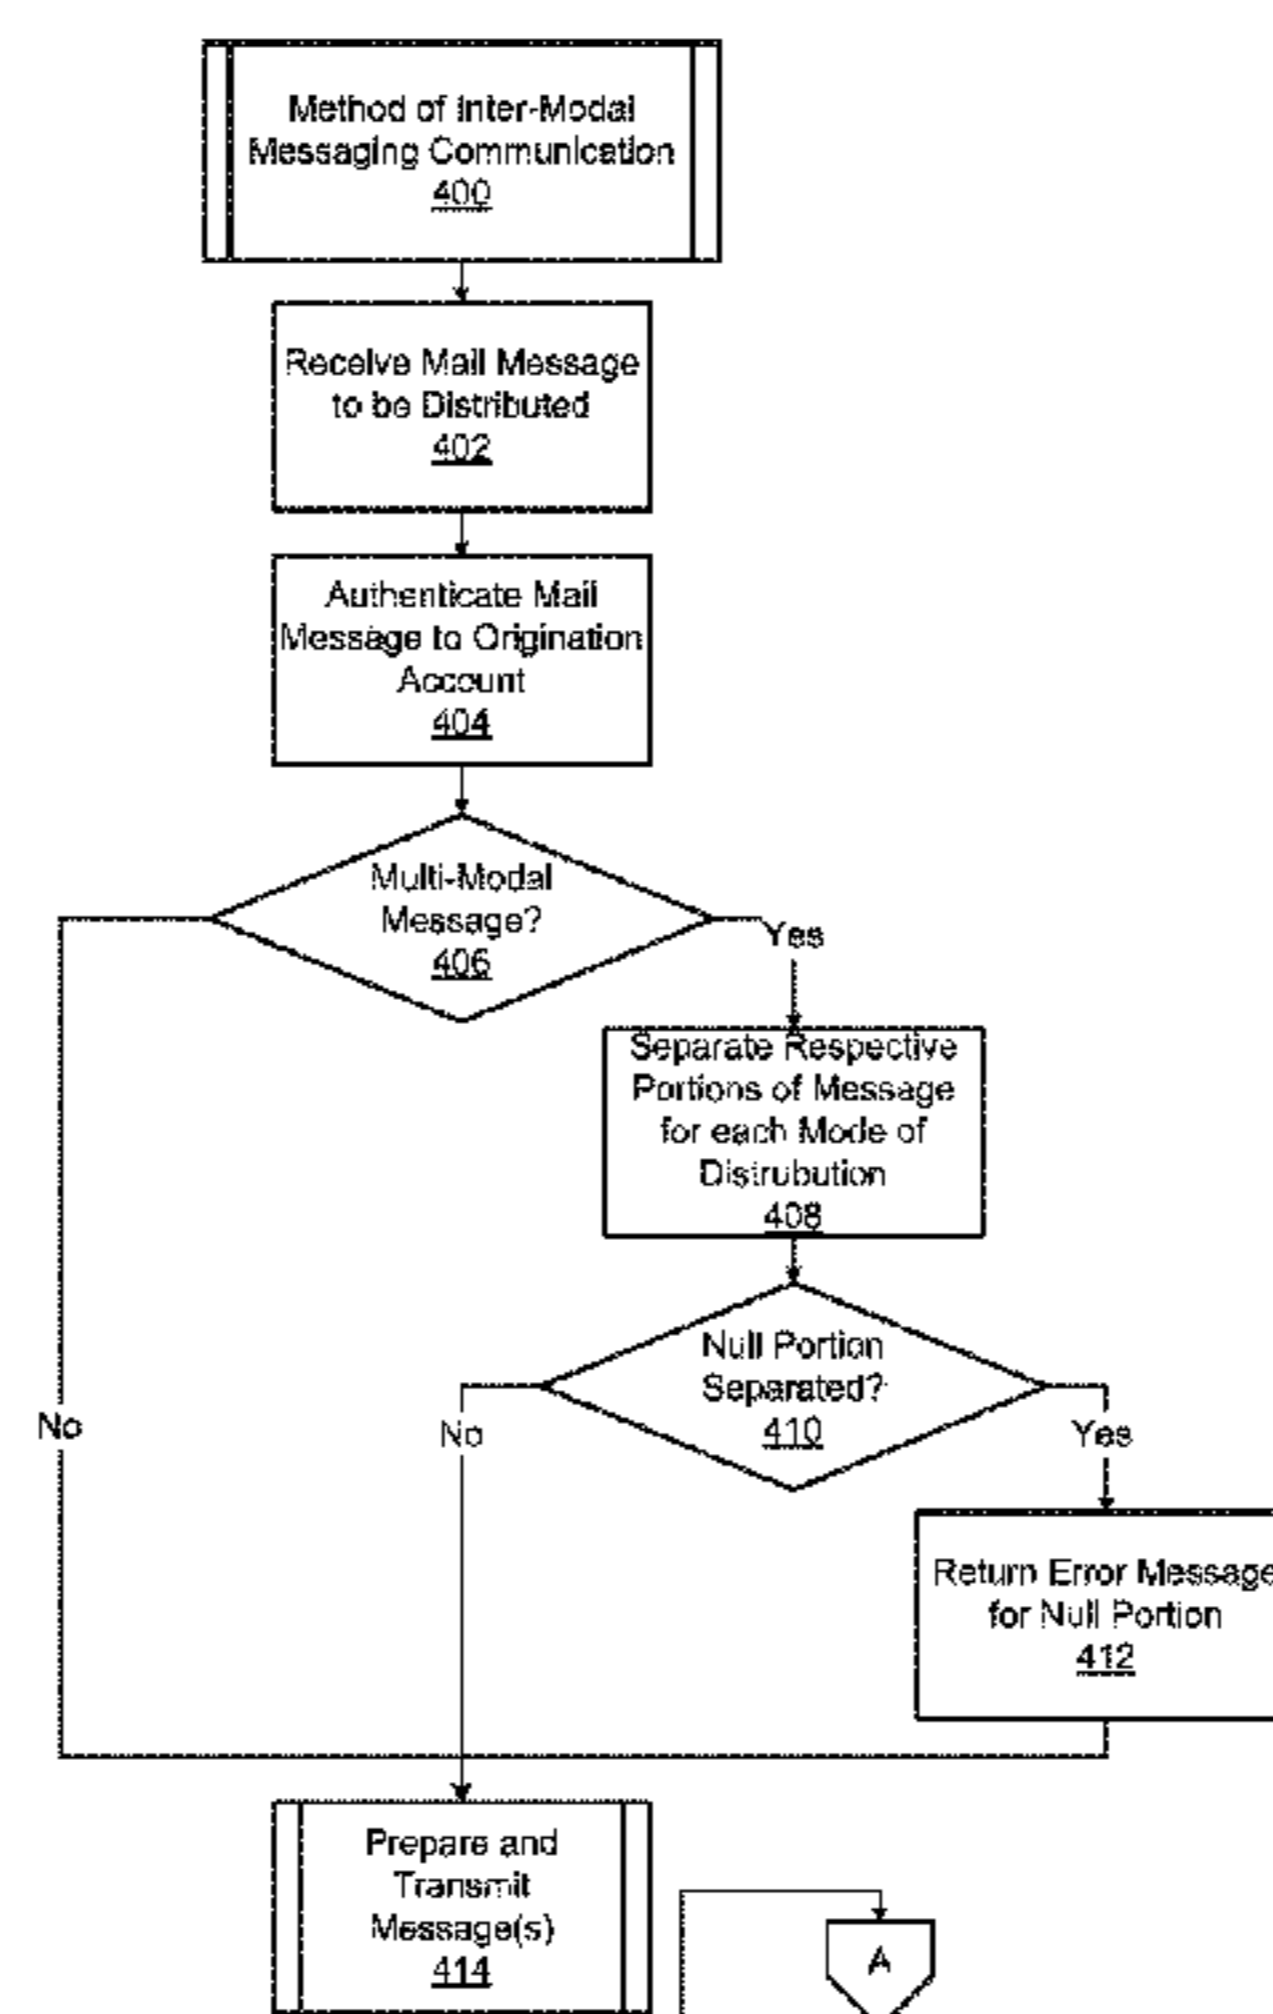 Method of Inter-Modal
Messaging Communication
400
Receive Mail Message
to be Distributed
402
Authenticate Mail
Message to Origination
Account
404
Multi-Modal
Message?
406
Yes
Separate Respective
Portions of Message
for each Mode of
Distrubution
408
Null Portion
Separated?
410
No
No
Yes
Return Error Message
for Null Portion
412
Prepare and
Transmit
Message(s)
414
A